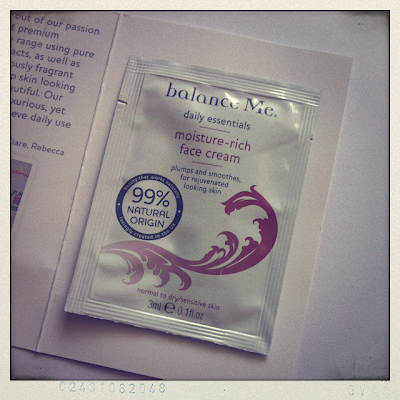 out of our passion
premium
range using pure
acts, as well as
ously fragrant
skin looking
utiful. Our
uxurious, yet
eve daily use
lare, Rebecca
balance Me.
daily essentials
moisture-rich
face cream
plumps and smoothes,
for rejuvenated
looking skin
99%
NATURAL
ORIGIN
normal to dry/sensitive skin
3ml e 0.1fl oz